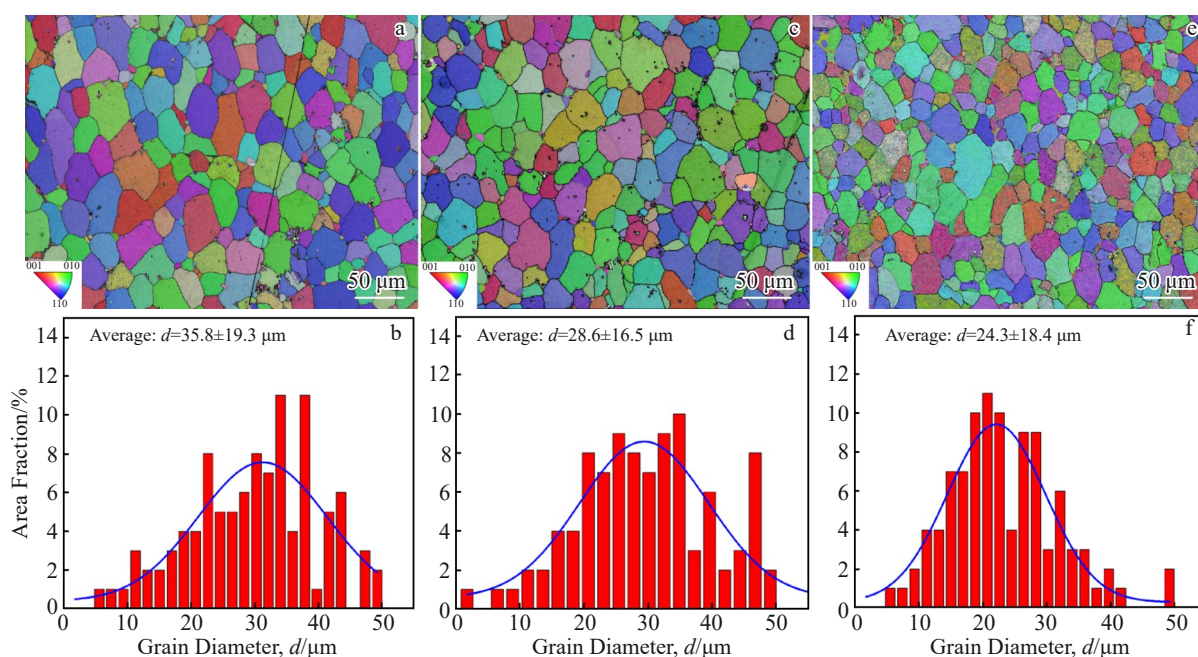 a
001 010
110
50 μm
c
001 010
110
50 μm
e
001 010
110
50 μm
Average: d=35.8±19.3 μm b
Average: d=28.6±16.5 μm d
Average: d=24.3±18.4 μm f
Area Fraction/%
14
12
10
8
6
4
2
0
0 10 20 30 40 50
Grain Diameter, d/μm
14
12
10
8
6
4
2
0
0 10 20 30 40 50
Grain Diameter, d/μm
14
12
10
8
6
4
2
0
0 10 20 30 40 50
Grain Diameter, d/μm